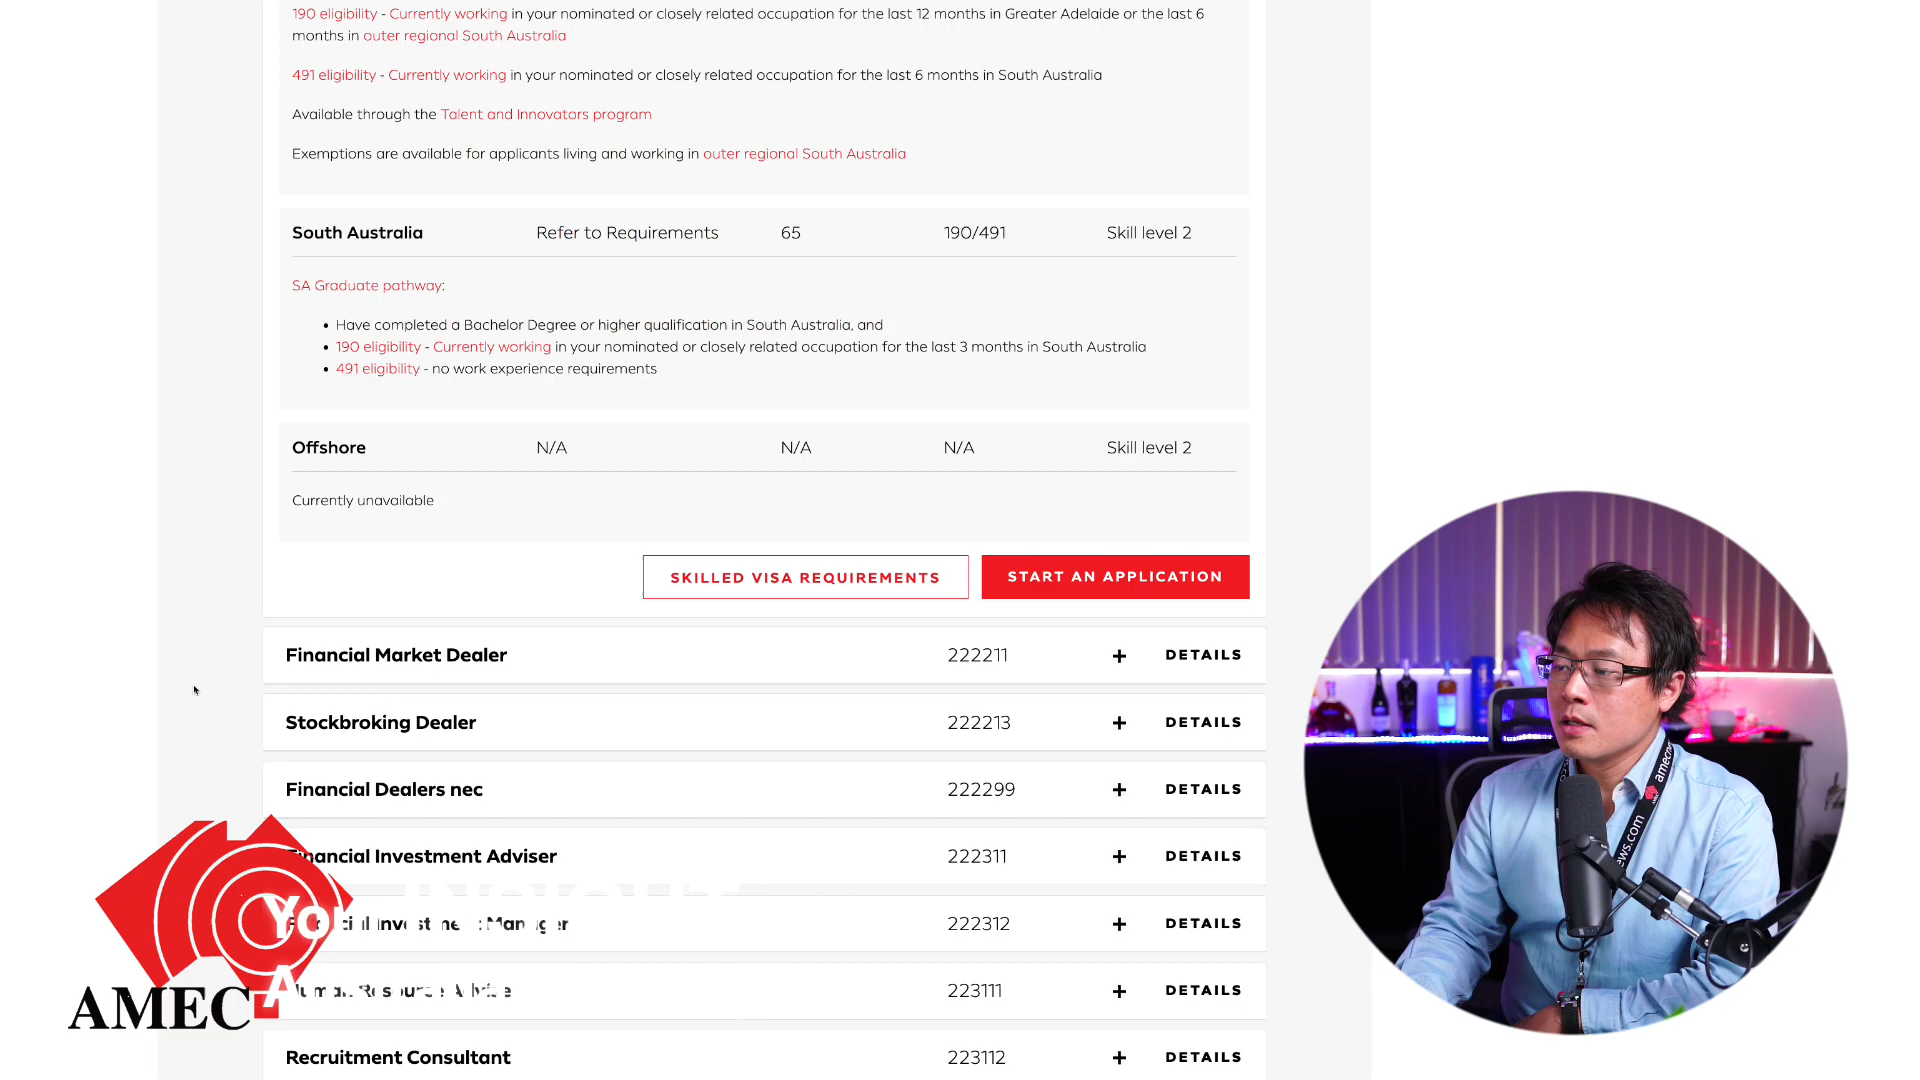 190 eligibility - Currently working in your nominated or closely related occupation for the last 12 months in Greater Adelaide or the last 6
months in outer regional South Australia
491 eligibility - Currently working in your nominated or closely related occupation for the last 6 months in South Australia
Available through the Talent and Innovators program
Exemptions are available for applicants living and working in outer regional South Australia
South Australia Refer to Requirements 65 190/491 Skill level 2
SA Graduate pathway:
• Have completed a Bachelor Degree or higher qualification in South Australia, and
• 190 eligibility - Currently working in your nominated or closely related occupation for the last 3 months in South Australia
• 491 eligibility - no work experience requirements
Offshore N/A N/A N/A Skill level 2
Currently unavailable
SKILLED VISA REQUIREMENTS START AN APPLICATION
Financial Market Dealer 222211 + DETAILS
Stockbroking Dealer 222213 + DETAILS
Financial Dealers nec 222299 + DETAILS
Financial Investment Adviser 222311 + DETAILS
Financial Investment Manager 222312 + DETAILS
Human Resource Adviser 223111 + DETAILS
Recruitment Consultant 223112 + DETAILS
AMEC